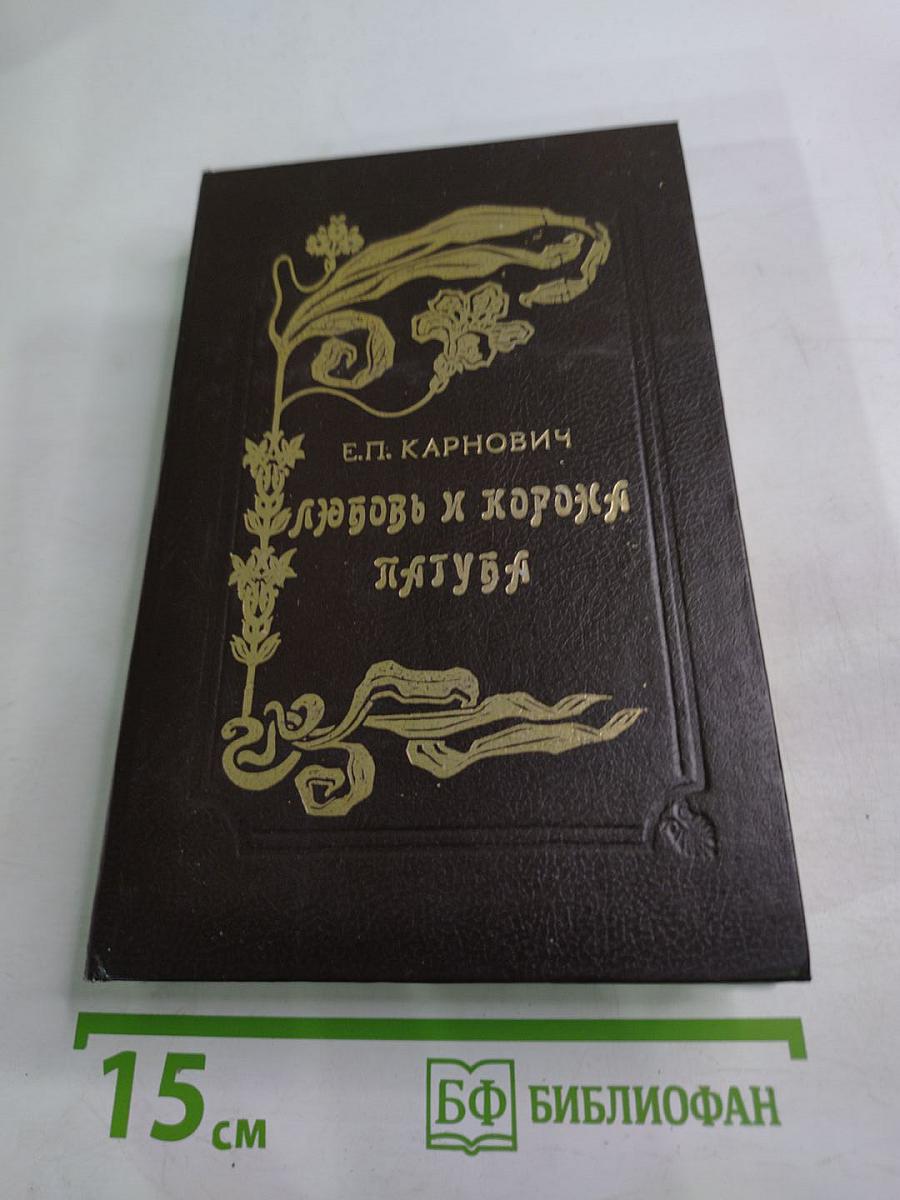 Е.П. КАРНОВИЧ
ЛЮБОВЬ И КОРОНА
ПАГУБА
15 см
БФ БИБЛИОФАН